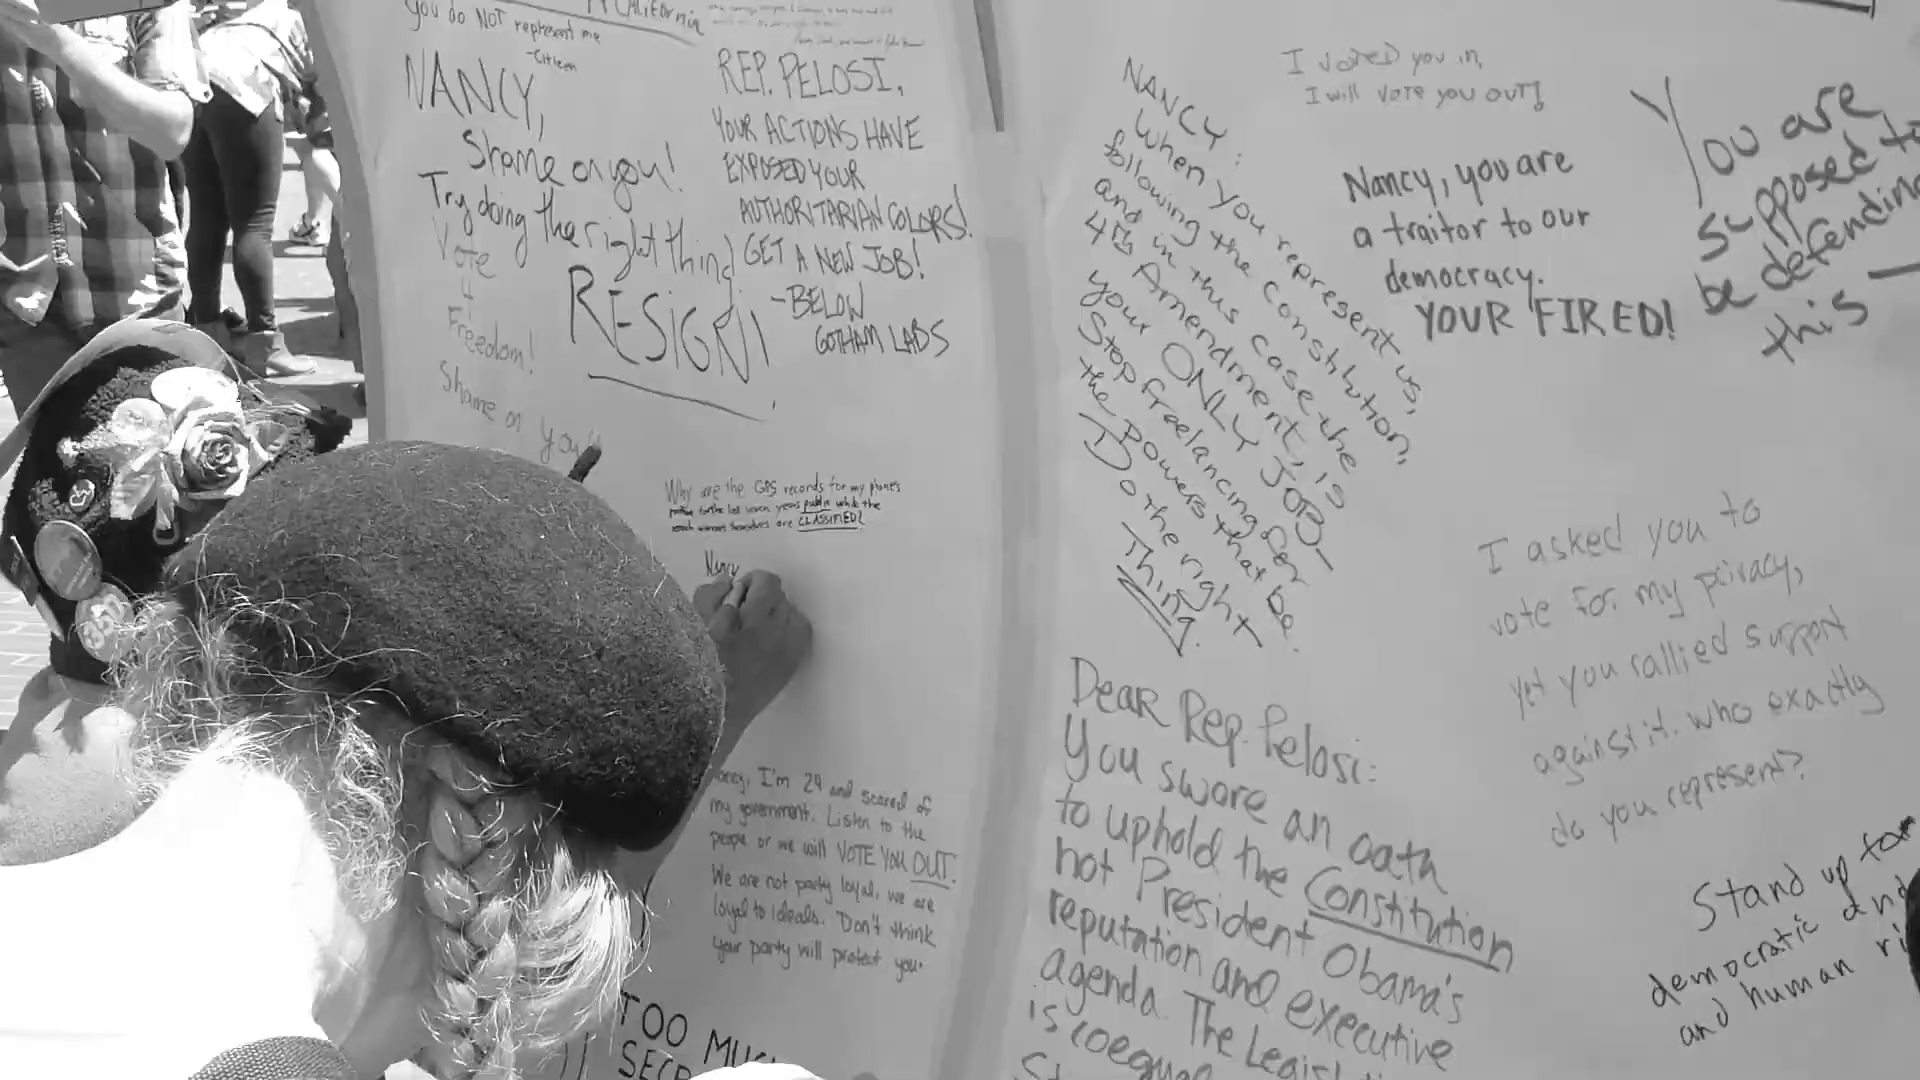 You do NOT represent me
-Citizen
CALifornia
NANCY,
Shame on you!
Try doing the right thing
RESIGN!
Vote
4
Freedom!
Shame on you
REP. PELOSI,
YOUR ACTIONS HAVE
EXPOSED YOUR
AUTHORITARIAN COLORS!
GET A NEW JOB!
-BELOW
GOTHAM LABS
Why are the GPS records for my phone's
for the last seven years public while the
are CLASSIFIED?
Nancy
I'm 29 and scared of
my government. Listen to the
people or we will VOTE YOU OUT.
We are not party loyal, we are
loyal to ideals. Don't think
your party will protect you.
TOO
NANCY:
When you represent us,
following the constitution,
and in this case the
4th Amendment, is
your ONLY JOB-
Stop freelancing for
the Powers that be.
Do the right
Thing.
I voted you in,
I will vote you OUT!
Nancy, you are
a traitor to our
democracy.
YOUR FIRED!
You are
supposed to
be defending
this —
I asked you to
vote for my privacy,
yet you rallied support
against it. who exactly
do you represent?
Dear Rep. Pelosi:
You swore an oath
to uphold the Constitution
not President Obama's
reputation and executive
agenda. The
is coequal
Stand up for
democratic and
and human